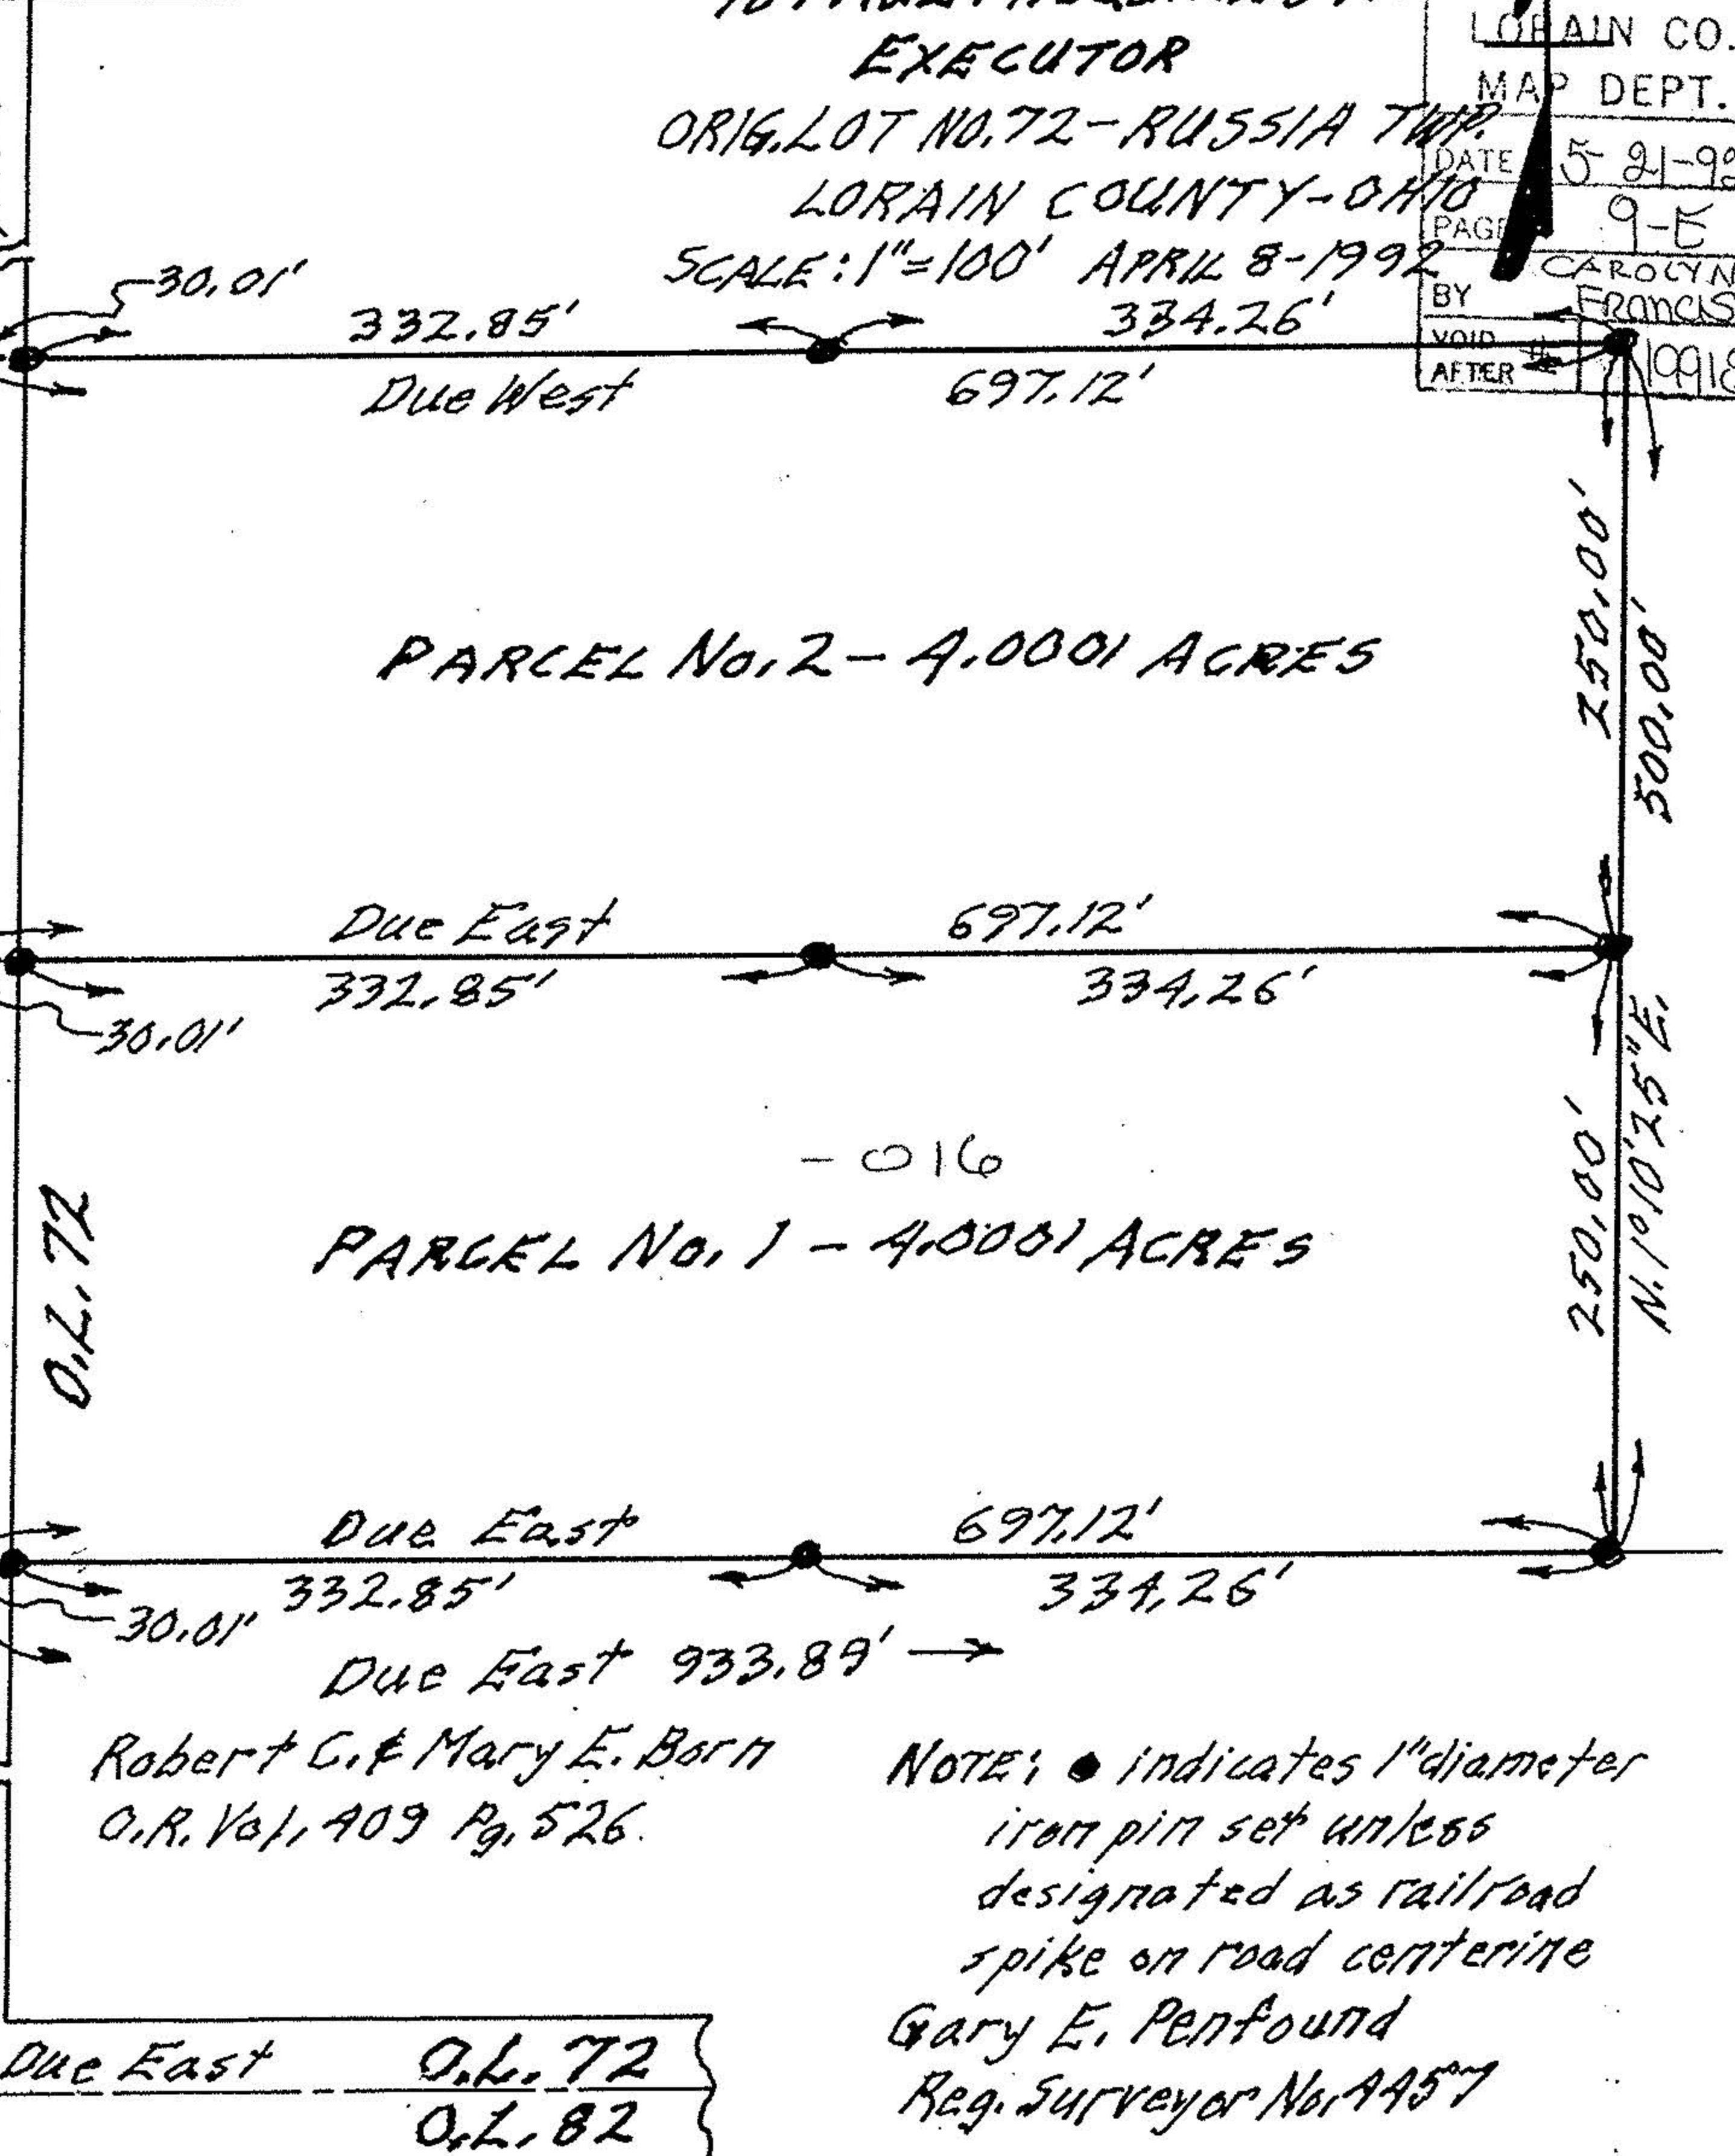 EXECUTOR
ORIG. LOT NO. 72 - RUSSIA TWP.
LORAIN COUNTY - OHIO
SCALE: 1"=100' APRIL 8-1992
LORAIN CO.
MAP DEPT.
DATE 5-21-92
PAGE 9-E
BY CAROLYN
FRANCIS
VOID
AFTER
30.01'
332.85'
334.26'
Due West
697.12'
250.00'
500.00'
PARCEL No. 2 - 4.0001 ACRES
Due East
697.12'
332.85'
334.26'
30.01'
N. 1° 10' 25" E.
250.00'
-016
PARCEL No. 1 - 4.0001 ACRES
O.L. 72
Due East
697.12'
332.85'
334.26'
30.01'
Due East 933.89'
Robert C. & Mary E. Born
O.R. Vol. 409 Pg. 526.
NOTE: ● indicates 1" diameter
iron pin set unless
designated as railroad
spike on road centerine
Gary E. Penfound
Reg. Surveyor No. 4457
Due East O.L. 72
O.L. 82